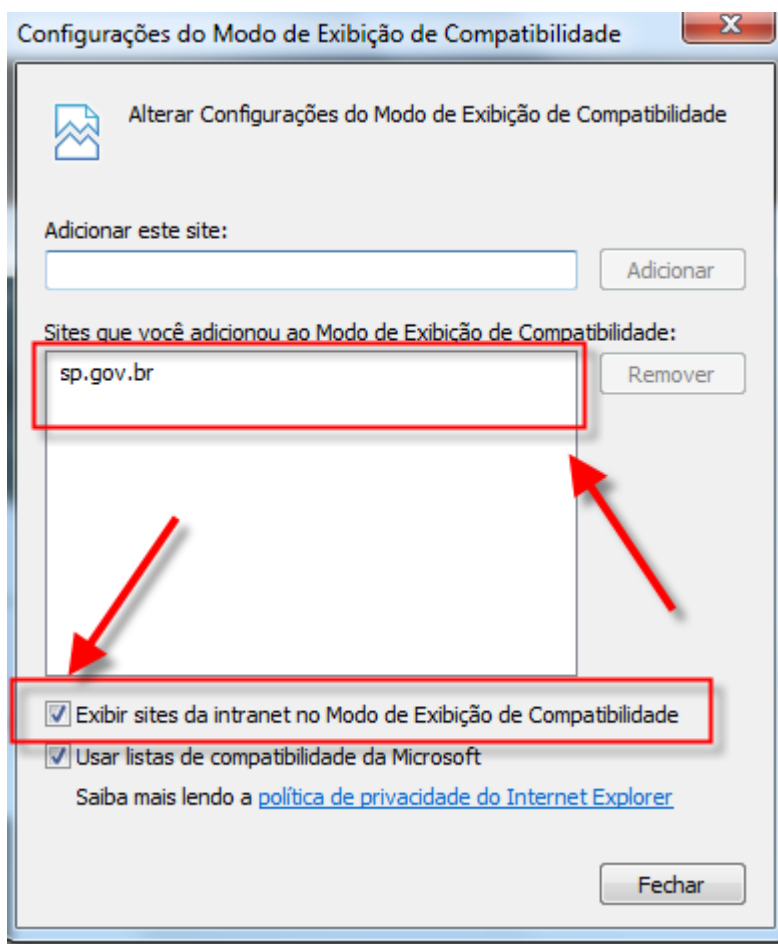 Configurações do Modo de Exibição de Compatibilidade
Alterar Configurações do Modo de Exibição de Compatibilidade
Adicionar este site:
Adicionar
Sites que você adicionou ao Modo de Exibição de Compatibilidade:
sp.gov.br
Remover
Exibir sites da intranet no Modo de Exibição de Compatibilidade
Usar listas de compatibilidade da Microsoft
Saiba mais lendo a política de privacidade do Internet Explorer
Fechar